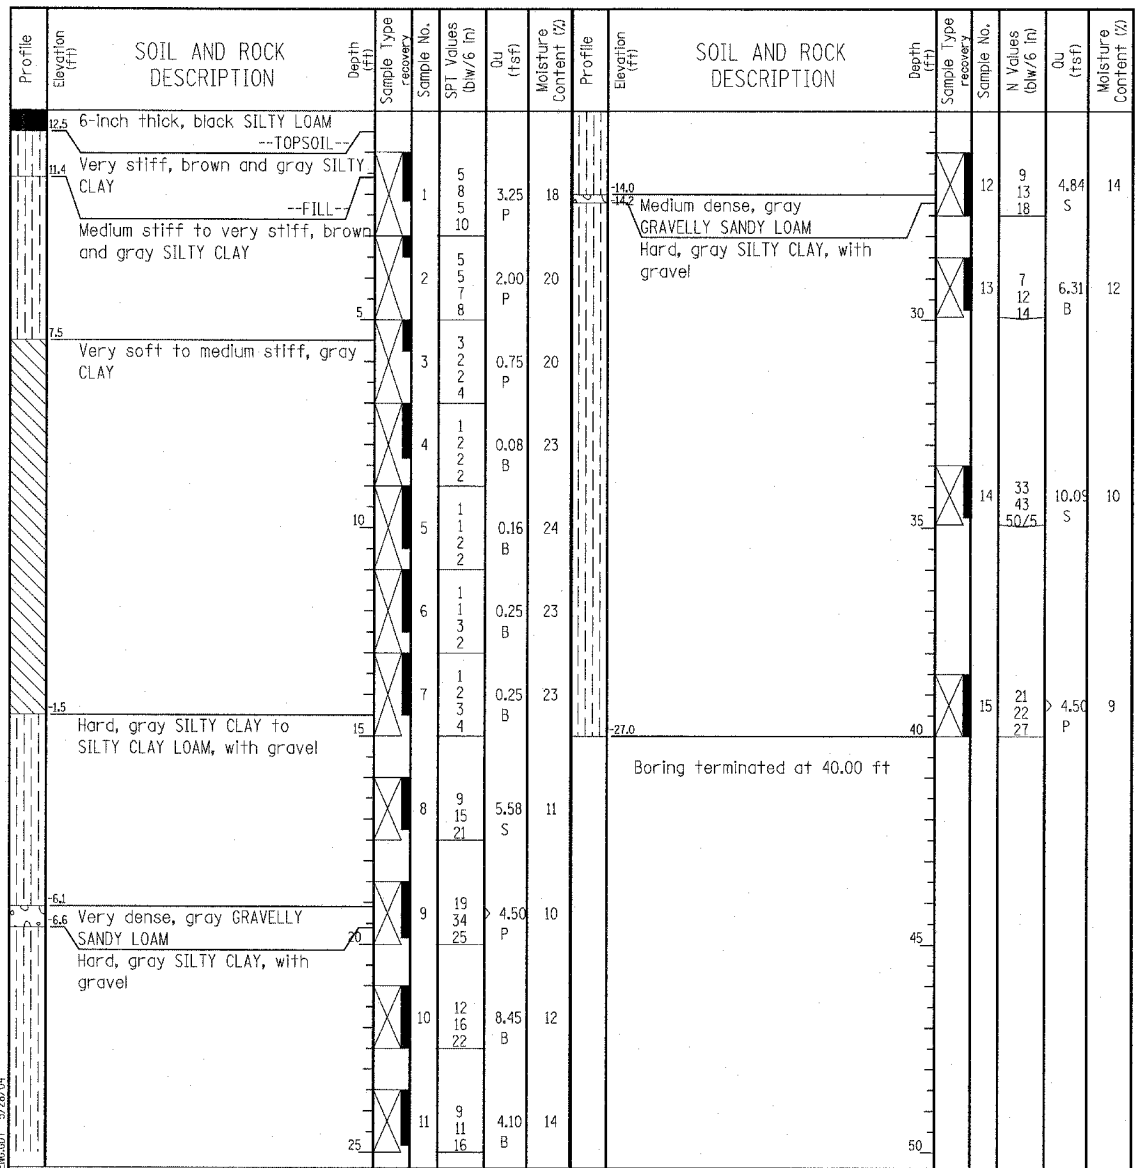 Profile
Elevation (ft)
SOIL AND ROCK
DESCRIPTION
Depth (ft)
Sample Type
recovery
Sample No.
SPT Values
(blw/6 in)
Qu
(tsf)
Moisture
Content (%)
12.5 6-inch thick, black SILTY LOAM
--TOPSOIL--
11.4 Very stiff, brown and gray SILTY
CLAY
--FILL--
Medium stiff to very stiff, brown
and gray SILTY CLAY
1 5 8 5 10 3.25 P 18
2 5 5 7 8 2.00 P 20
5
7.5
Very soft to medium stiff, gray
CLAY
3 3 2 2 4 0.75 P 20
4 1 2 2 2 0.08 B 23
10
5 1 1 2 2 0.16 B 24
6 1 1 3 2 0.25 B 23
7 1 2 3 4 0.25 B 23
-1.5
15
Hard, gray SILTY CLAY to
SILTY CLAY LOAM, with gravel
8 9 15 21 5.58 S 11
-6.1
-6.6 Very dense, gray GRAVELLY
SANDY LOAM
20
9 19 34 25 > 4.50 P 10
Hard, gray SILTY CLAY, with
gravel
10 12 16 22 8.45 B 12
11 9 11 16 4.10 B 14
25
Profile
Elevation (ft)
SOIL AND ROCK
DESCRIPTION
Depth (ft)
Sample Type
recovery
Sample No.
N Values
(blw/6 in)
Qu
(tsf)
Moisture
Content (%)
12 9 13 18 4.84 S 14
-14.0
-14.2
Medium dense, gray
GRAVELLY SANDY LOAM
Hard, gray SILTY CLAY, with
gravel
13 7 12 14 6.31 B 12
30
14 33 43 50/5 10.09 S 10
35
15 21 22 27 > 4.50 P 9
-27.0
40
Boring terminated at 40.00 ft
45
50